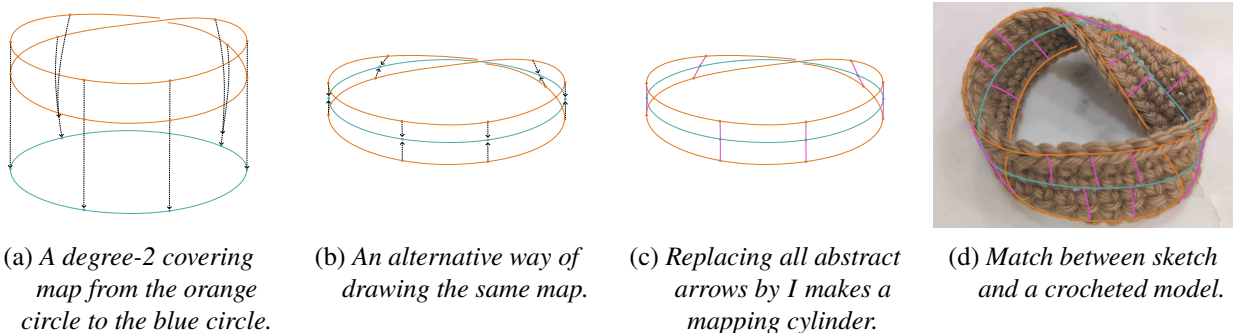 (a) A degree-2 covering
map from the orange
circle to the blue circle.
(b) An alternative way of
drawing the same map.
(c) Replacing all abstract
arrows by I makes a
mapping cylinder.
(d) Match between sketch
and a crocheted model.